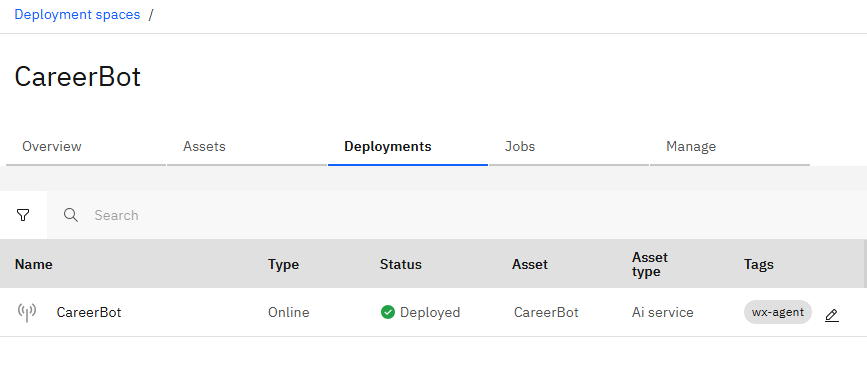 Deployment spaces /
CareerBot
Overview Assets Deployments Jobs Manage
Search
Name Type Status Asset Asset type Tags
CareerBot Online Deployed CareerBot Ai service wx-agent